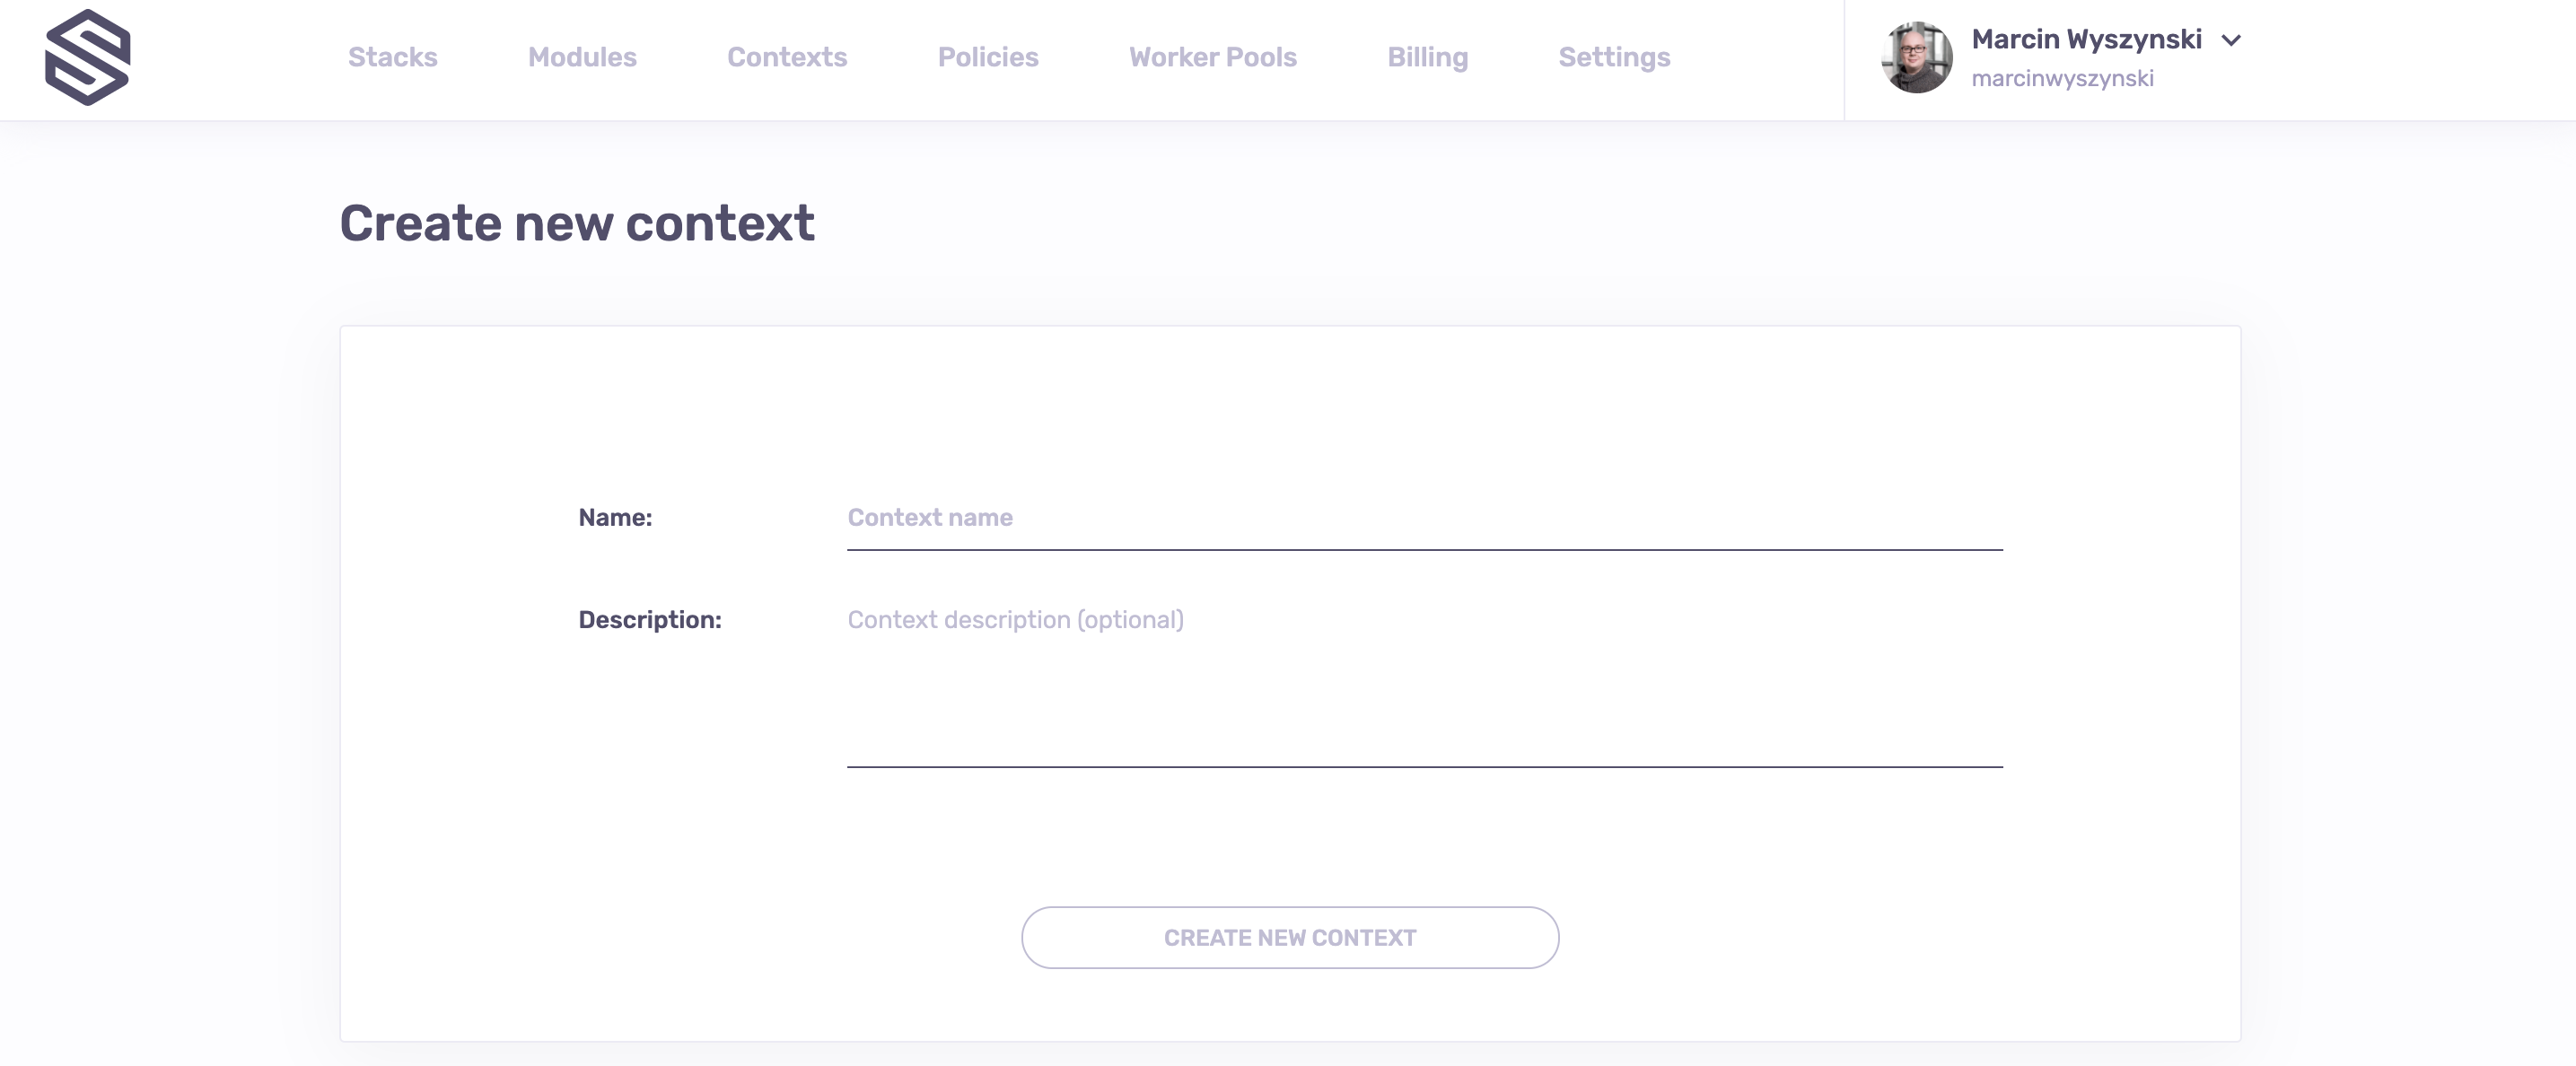 Stacks Modules Contexts Policies Worker Pools Billing Settings
Marcin Wyszynski
marcinwyszynski
Create new context
Name: Context name
Description: Context description (optional)
CREATE NEW CONTEXT